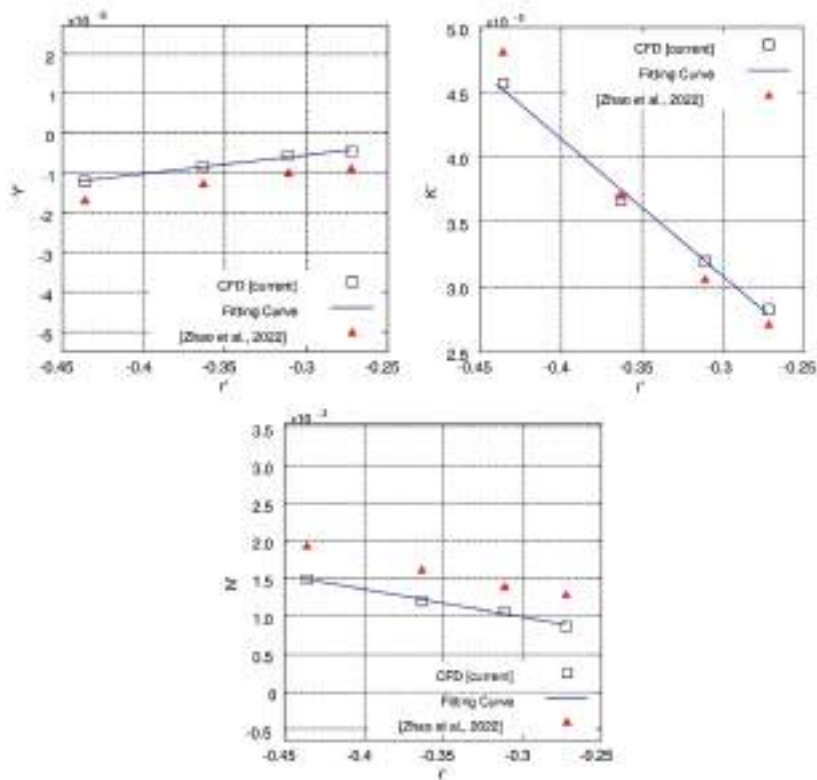 2
1
0
-1
-2
-3
-4
-5
-0.45 -0.4 -0.35 -0.3 -0.25
r'
Y'
CFD [current]
Fitting Curve
[Zhao et al., 2022]
5.0
4.5
4.0
3.5
3.0
2.5
-0.45 -0.4 -0.35 -0.3 -0.25
K'
CFD [current]
Fitting Curve
[Zhao et al., 2022]
3.5
3.0
2.5
2.0
1.5
1.0
0.5
0
-0.5
-0.45 -0.4 -0.35 -0.3 -0.25
N'
CFD [current]
Fitting Curve
[Zhao et al., 2022]